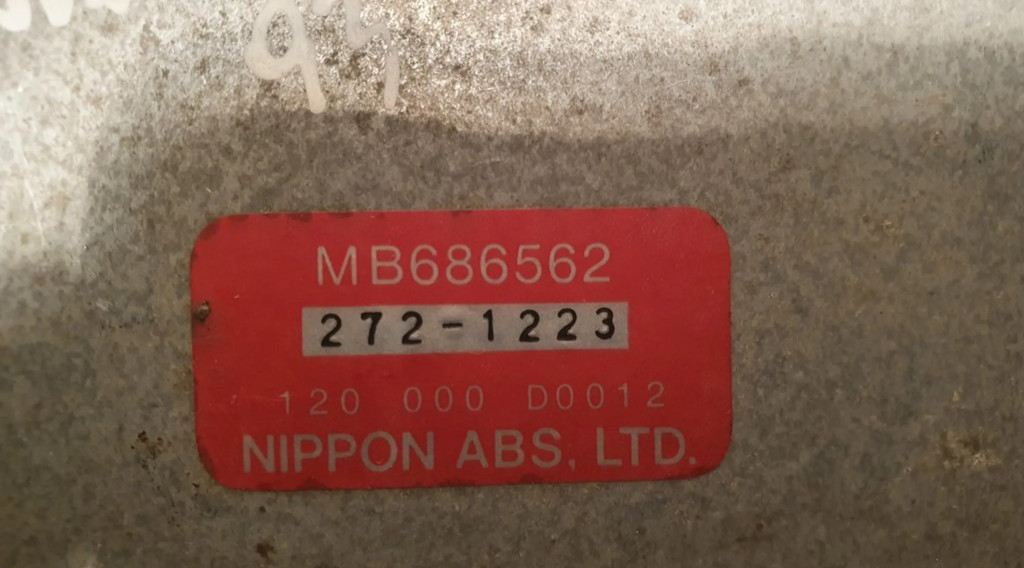 MB686562
272-1223
120 000 D0012
NIPPON ABS, LTD.